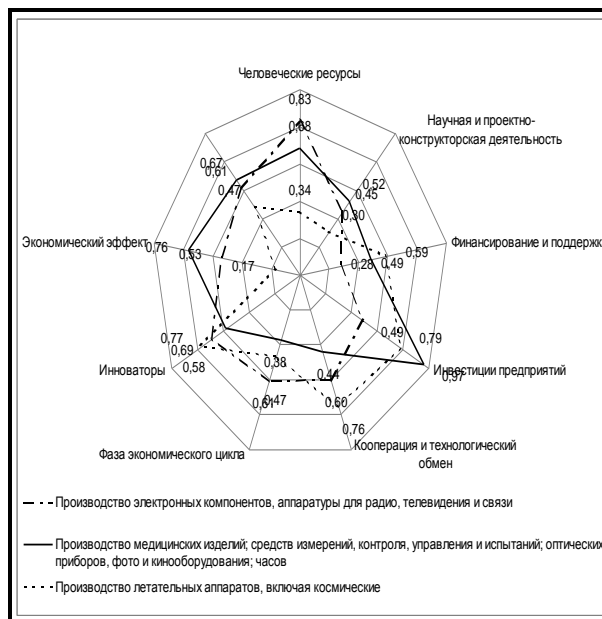 Человеческие ресурсы
0,83
0,68
0,34
Научная и проектно-
конструкторская деятельность
0,52
0,45
0,30
Финансирование и поддержк
0,59
0,49
0,28
Инвестиции предприятий
0,49
0,79
0,97
Кооперация и технологический
обмен
0,44
0,60
0,76
Фаза экономического цикла
0,38
0,47
0,61
Инноваторы
0,77
0,69
0,58
Экономический эффект
0,76
0,53
0,17
0,67
0,61
0,47
Производство электронных компонентов, аппаратуры для радио, телевидения и связи
Производство медицинских изделий; средств измерений, контроля, управления и испытаний; оптических
приборов, фото и кинооборудования; часов
Производство летательных аппаратов, включая космические